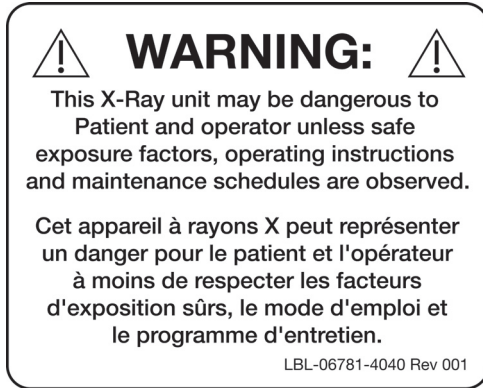 WARNING:
This X-Ray unit may be dangerous to
Patient and operator unless safe
exposure factors, operating instructions
and maintenance schedules are observed.
Cet appareil à rayons X peut représenter
un danger pour le patient et l'opérateur
à moins de respecter les facteurs
d'exposition sûrs, le mode d'emploi et
le programme d'entretien.
LBL-06781-4040 Rev 001